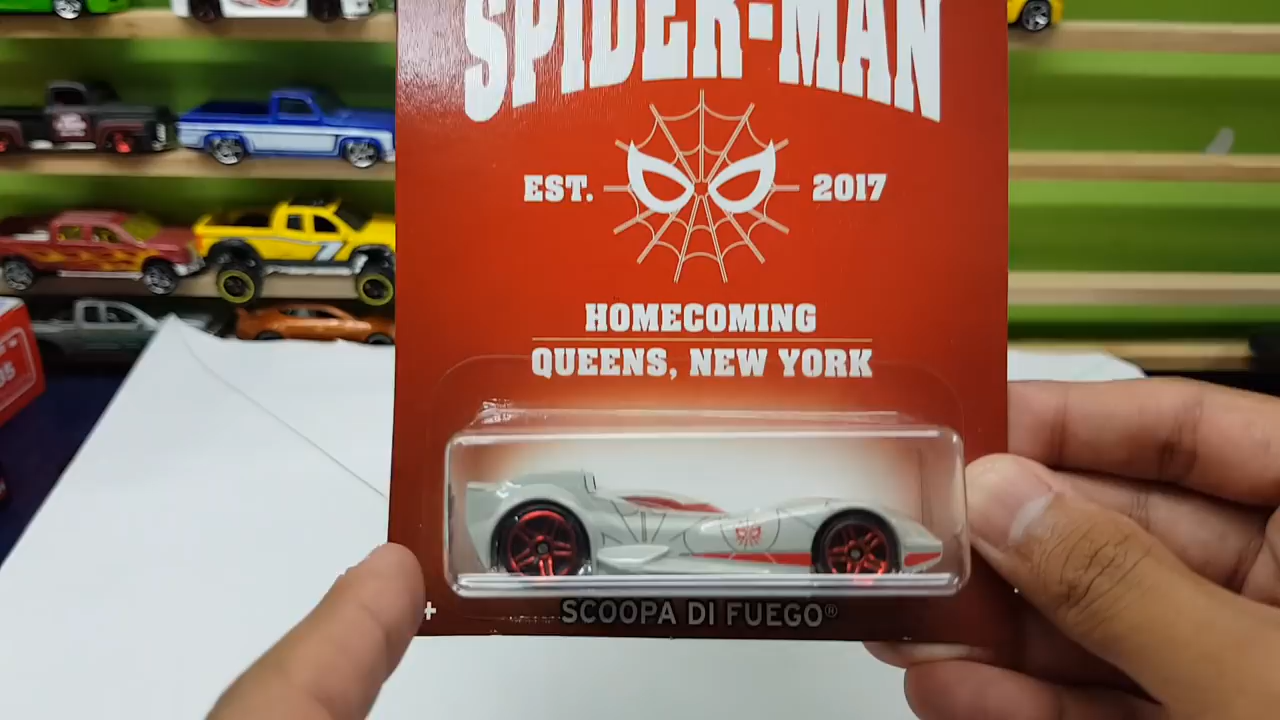 SPIDER-MAN
EST. 2017
HOMECOMING
QUEENS, NEW YORK
SCOOPA DI FUEGO®